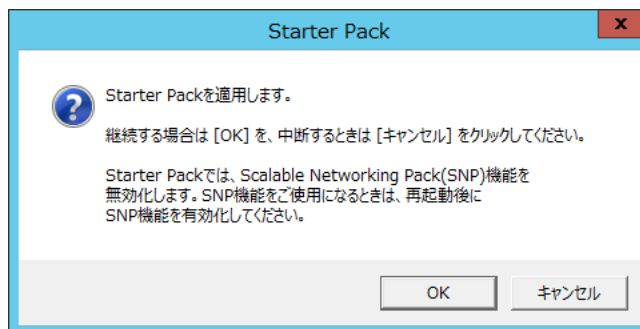 Starter Pack
x
?
Starter Packを適用します。
継続する場合は [OK] を、中断するときは [キャンセル] をクリックしてください。
Starter Packでは、Scalable Networking Pack(SNP)機能を
無効化します。SNP機能をご使用になるときは、再起動後に
SNP機能を有効化してください。
OK
キャンセル